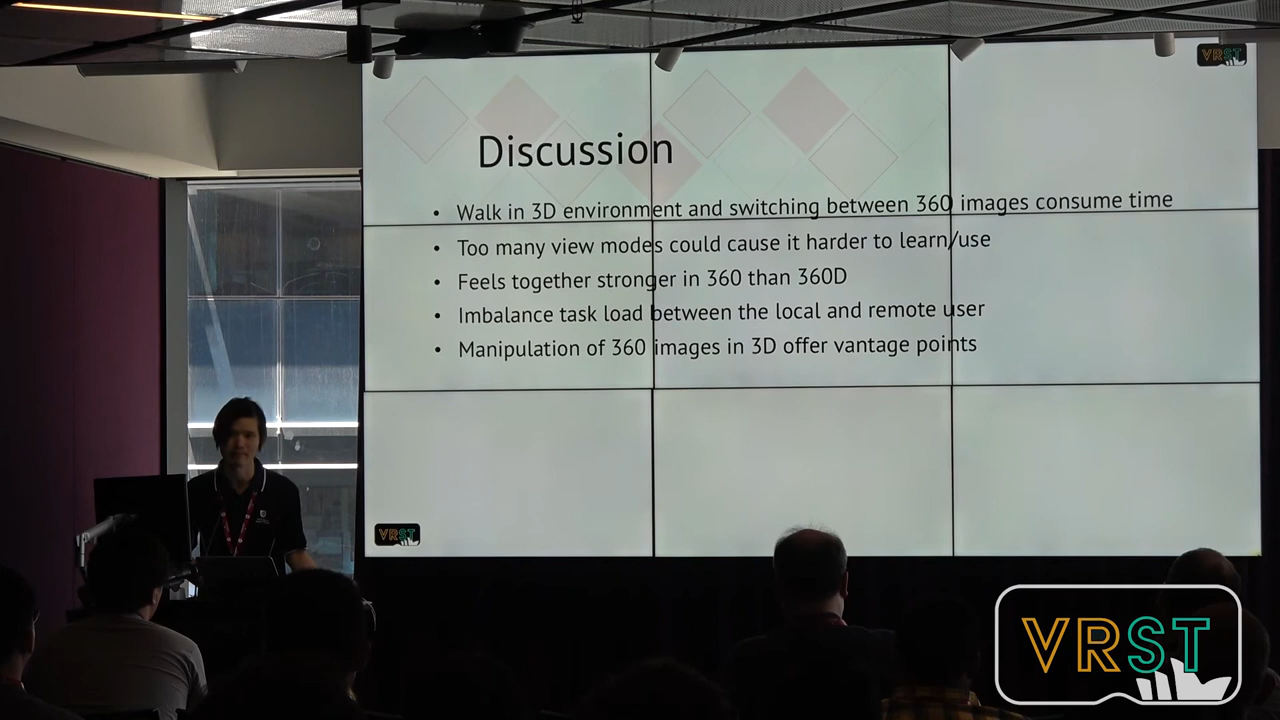 VRST
Discussion
• Walk in 3D environment and switching between 360 images consume time
• Too many view modes could cause it harder to learn/use
• Feels together stronger in 360 than 360D
• Imbalance task load between the local and remote user
• Manipulation of 360 images in 3D offer vantage points
VRST
VRST